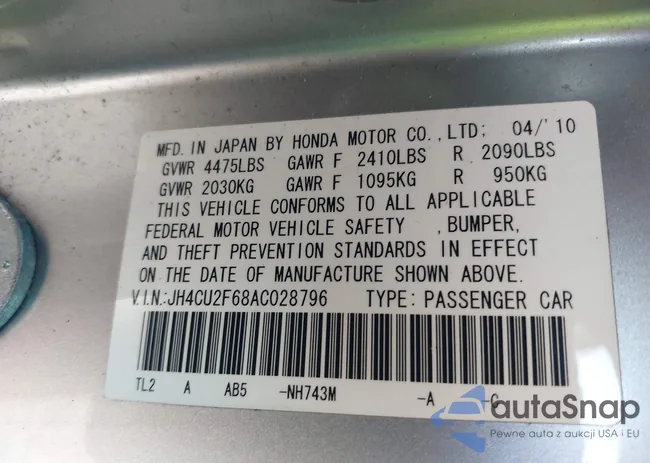 MFD. IN JAPAN BY HONDA MOTOR CO., LTD; 04/'10
GVWR 4475LBS GAWR F 2410LBS R 2090LBS
GVWR 2030KG GAWR F 1095KG R 950KG
THIS VEHICLE CONFORMS TO ALL APPLICABLE
FEDERAL MOTOR VEHICLE SAFETY , BUMPER,
AND THEFT PREVENTION STANDARDS IN EFFECT
ON THE DATE OF MANUFACTURE SHOWN ABOVE.
V.I.N.:JH4CU2F68AC028796 TYPE: PASSENGER CAR
TL2 A AB5 -NH743M -A -C
autaSnap
Pewne auta z aukcji USA i EU